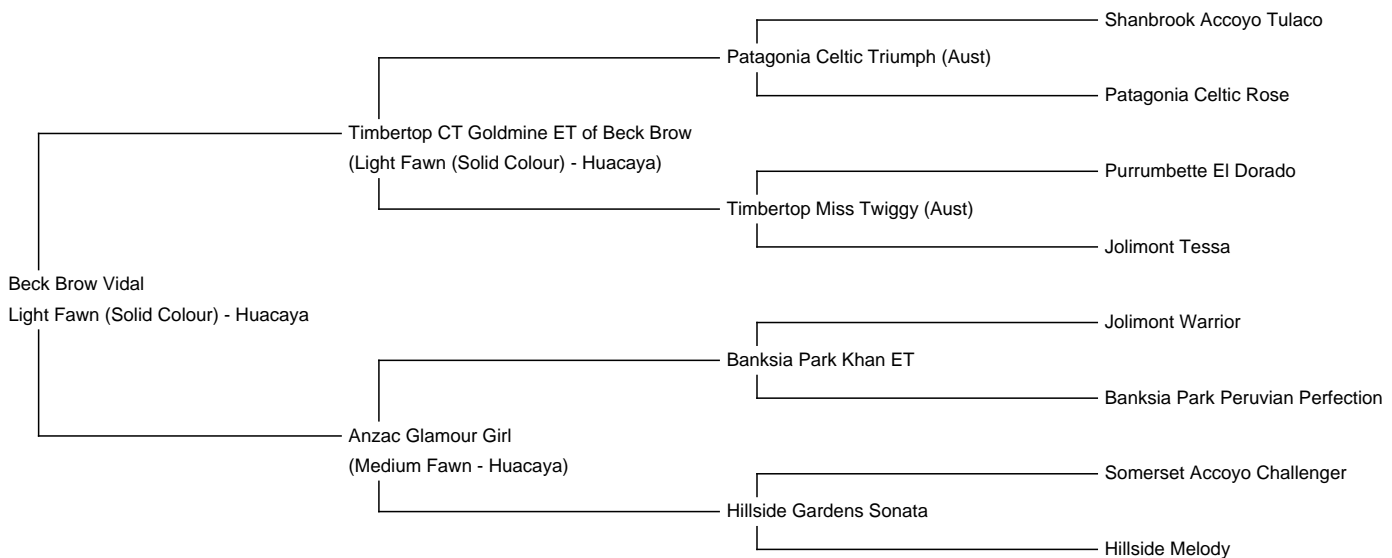 Shanbrook Accoyo Tulaco
Patagonia Celtic Triumph (Aust)
Patagonia Celtic Rose
Timbertop CT Goldmine ET of Beck Brow
(Light Fawn (Solid Colour) - Huacaya)
Purrumbette El Dorado
Timbertop Miss Twiggy (Aust)
Jolimont Tessa
Beck Brow Vidal
Light Fawn (Solid Colour) - Huacaya
Jolimont Warrior
Banksia Park Khan ET
Banksia Park Peruvian Perfection
Anzac Glamour Girl
(Medium Fawn - Huacaya)
Somerset Accoyo Challenger
Hillside Gardens Sonata
Hillside Melody